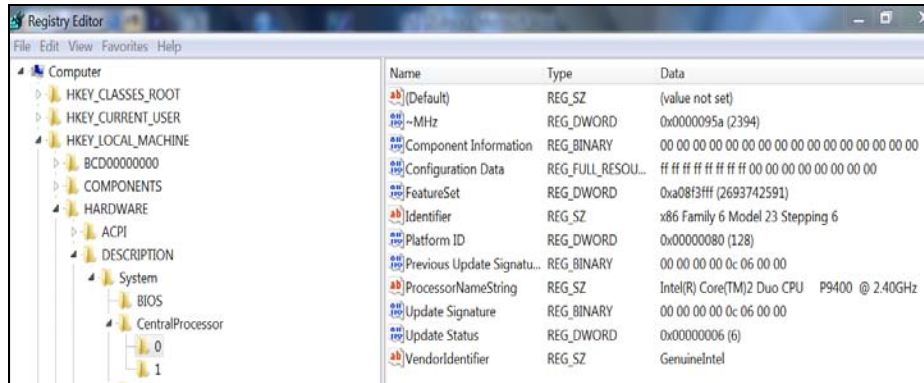 Registry Editor
File Edit View Favorites Help
Computer
HKEY_CLASSES_ROOT
HKEY_CURRENT_USER
HKEY_LOCAL_MACHINE
BCD00000000
COMPONENTS
HARDWARE
ACPI
DESCRIPTION
System
BIOS
CentralProcessor
0
1
Name Type Data
(Default) REG_SZ (value not set)
~MHz REG_DWORD 0x0000095a (2394)
Component Information REG_BINARY 00 00 00 00 00 00 00 00 00 00 00 00 00 00 00 00
Configuration Data REG_FULL_RESOU... ff ff ff ff ff ff ff ff 00 00 00 00 00 00 00 00
FeatureSet REG_DWORD 0xa08f3fff (2693742591)
Identifier REG_SZ x86 Family 6 Model 23 Stepping 6
Platform ID REG_DWORD 0x00000080 (128)
Previous Update Signatu... REG_BINARY 00 00 00 00 0c 06 00 00
ProcessorNameString REG_SZ Intel(R) Core(TM)2 Duo CPU P9400 @ 2.40GHz
Update Signature REG_BINARY 00 00 00 00 0c 06 00 00
Update Status REG_DWORD 0x00000006 (6)
VendorIdentifier REG_SZ GenuineIntel